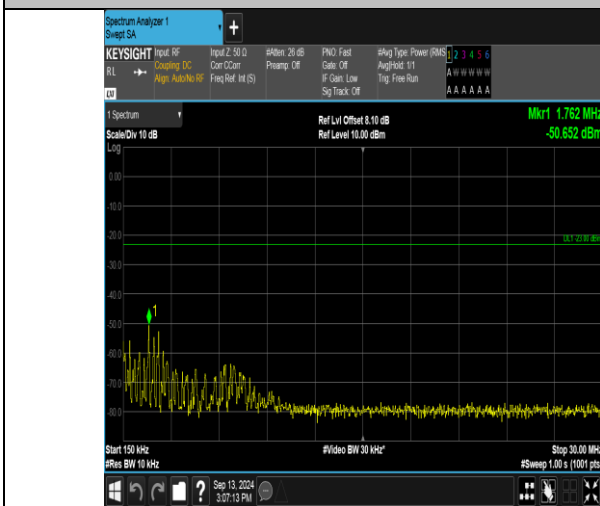 Spectrum Analyzer 1
Swept SA
+
KEYSIGHT Input: RF Input Z: 50 Ω #Atten: 26 dB PNO: Fast #Avg Type: Power (RMS 1 2 3 4 5 6
RL Coupling: DC Corr CCorr Preamp: Off Gate: Off Avg|Hold: 1/1 A W W W W W
Align: Auto/No RF Freq Ref: Int (S) IF Gain: Low Trig: Free Run
LXI Sig Track: Off A A A A A A
1 Spectrum Ref Lvl Offset 8.10 dB Mkr1 1.762 MHz
Scale/Div 10 dB Ref Level 10.00 dBm -50.652 dBm
Log
0.00
-10.0
-20.0
DL1 -23.00 dBm
-30.0
-40.0
1
-50.0
-60.0
-70.0
-80.0
Start 150 kHz #Video BW 30 kHz* Stop 30.00 MHz
#Res BW 10 kHz #Sweep 1.00 s (1001 pts
? Sep 13, 2024
3:07:13 PM